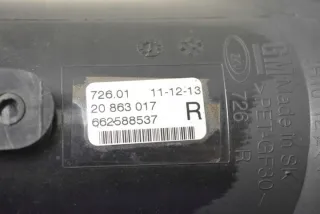 726.01 11-12-13
20 863 017
R
662588537
GM
Made in SK
>PET-GF30<
726
R